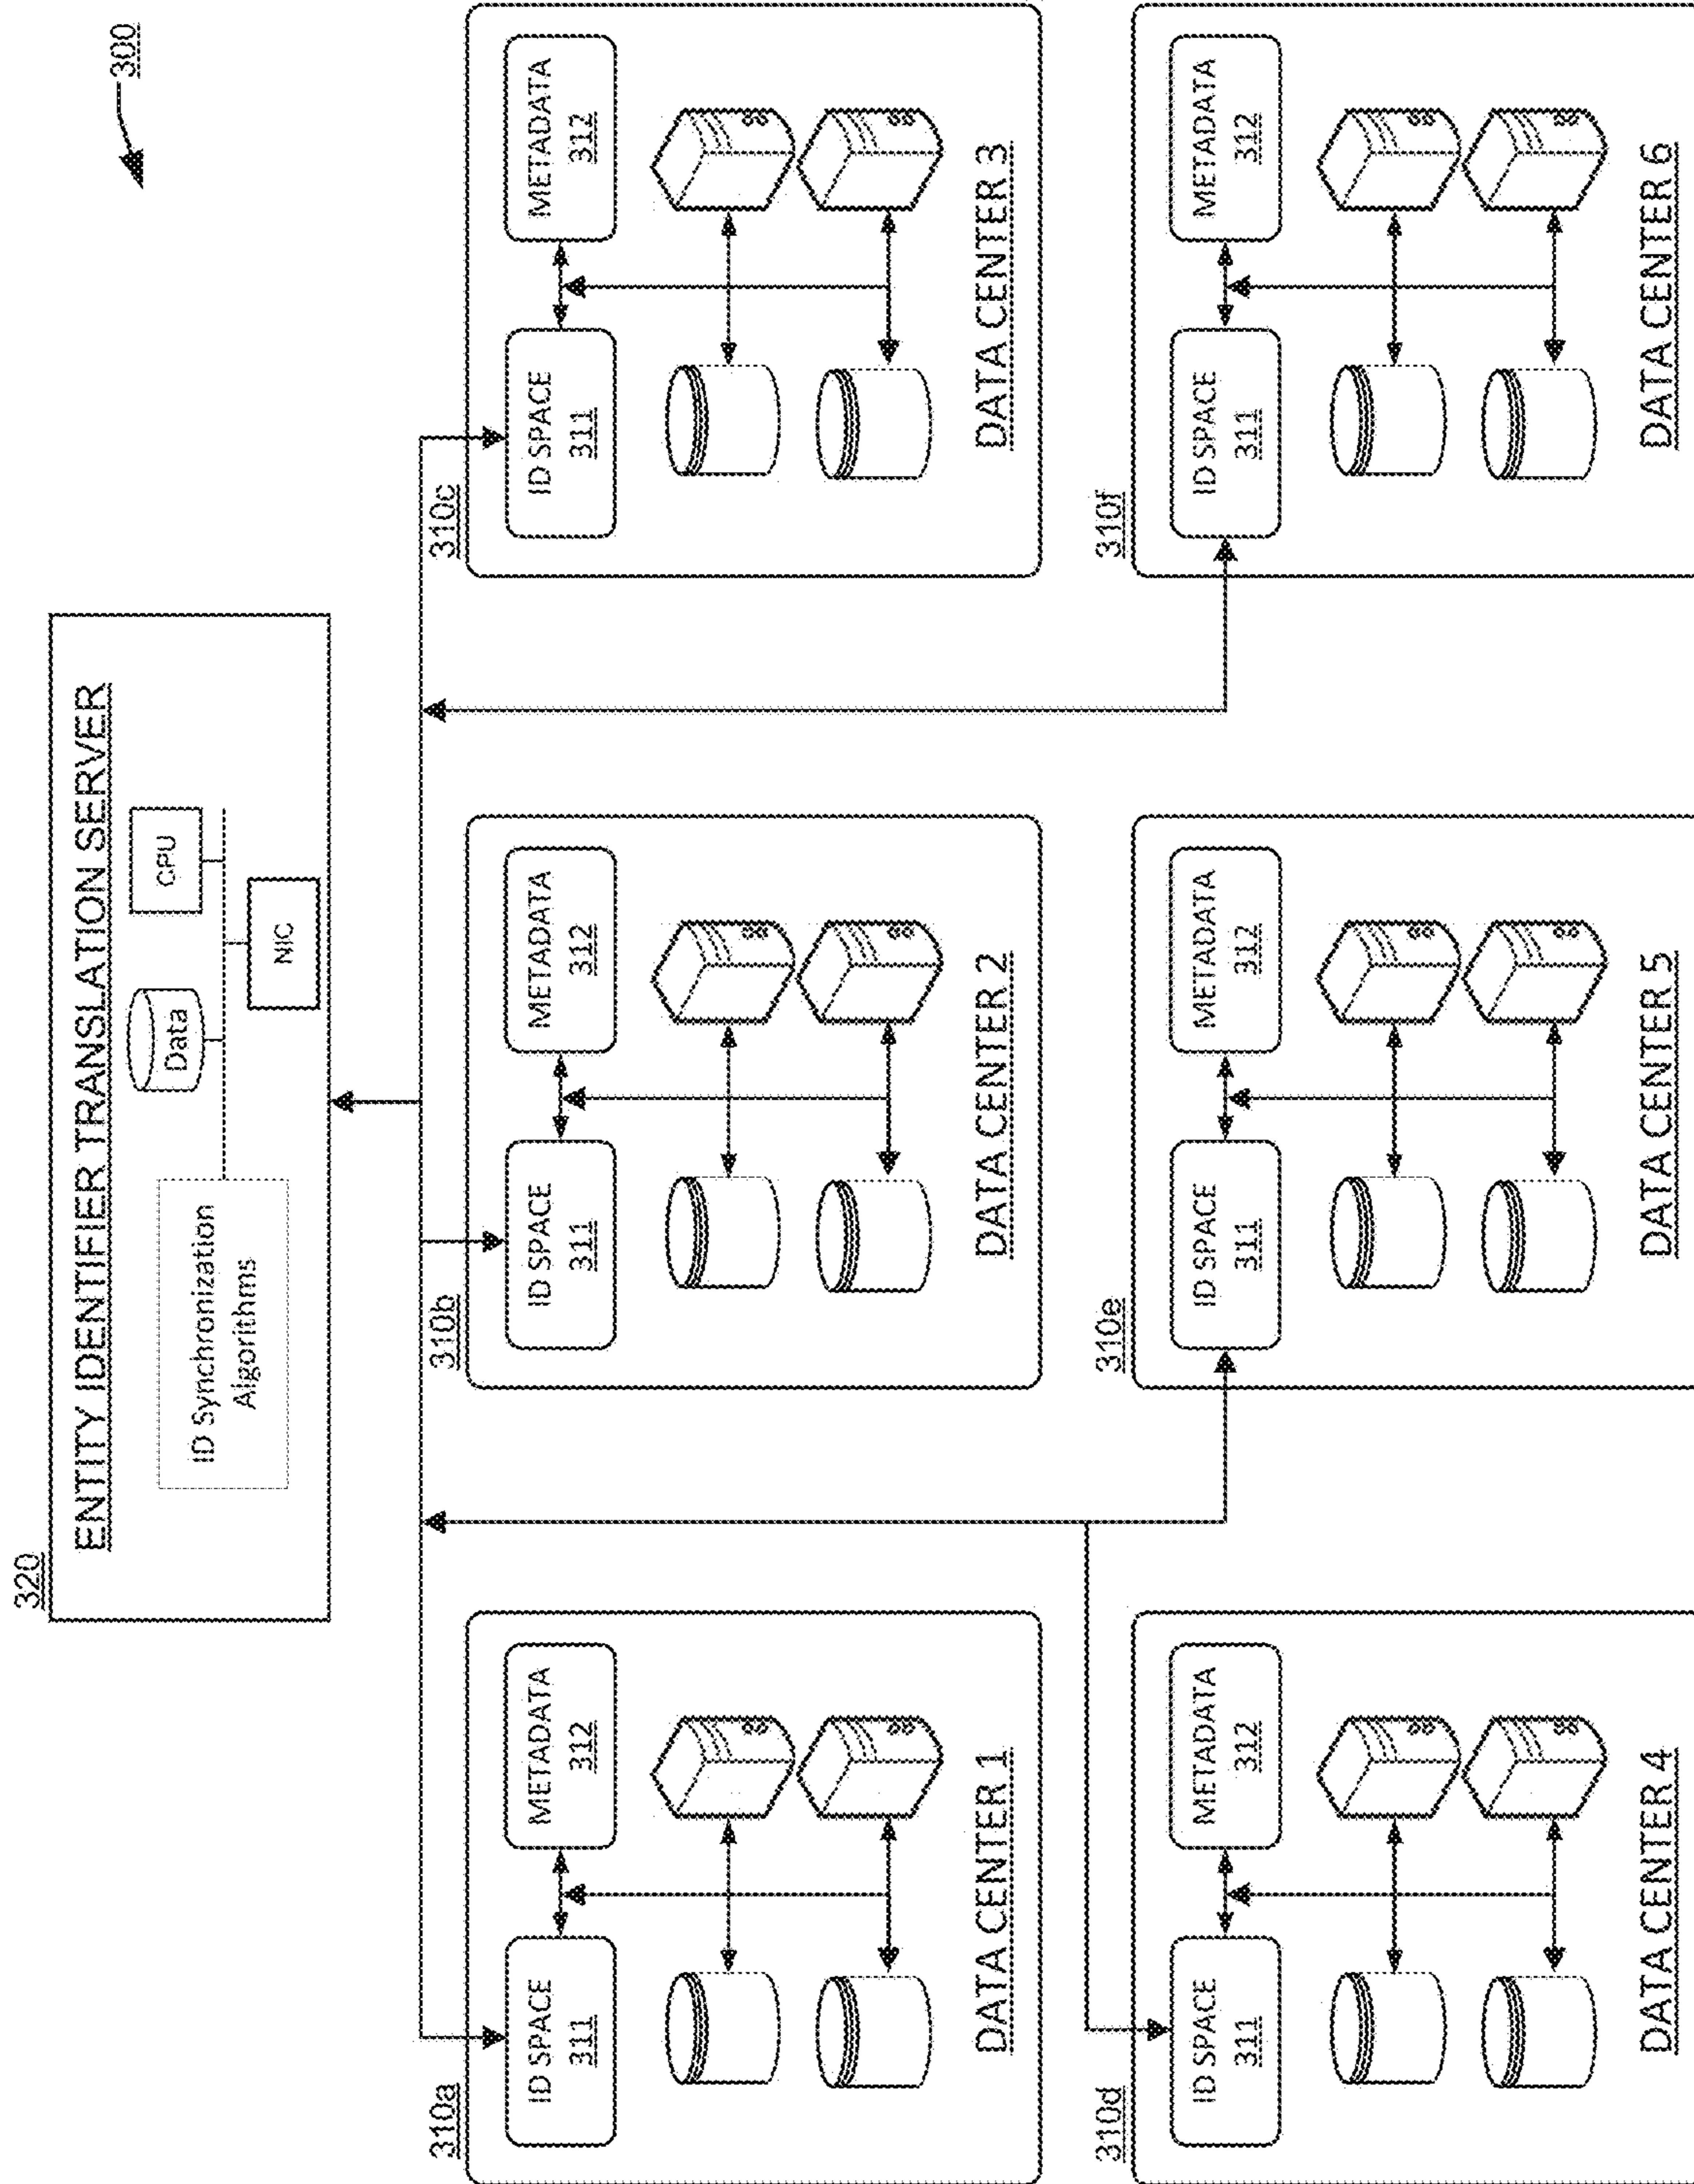 300
320
ENTITY IDENTIFIER TRANSLATION SERVER
ID Synchronization
Algorithms
Data
CPU
NIC
310a
ID SPACE
311
METADATA
312
DATA CENTER 1
310b
ID SPACE
311
METADATA
312
DATA CENTER 2
310c
ID SPACE
311
METADATA
312
DATA CENTER 3
310d
ID SPACE
311
METADATA
312
DATA CENTER 4
310e
ID SPACE
311
METADATA
312
DATA CENTER 5
310f
ID SPACE
311
METADATA
312
DATA CENTER 6